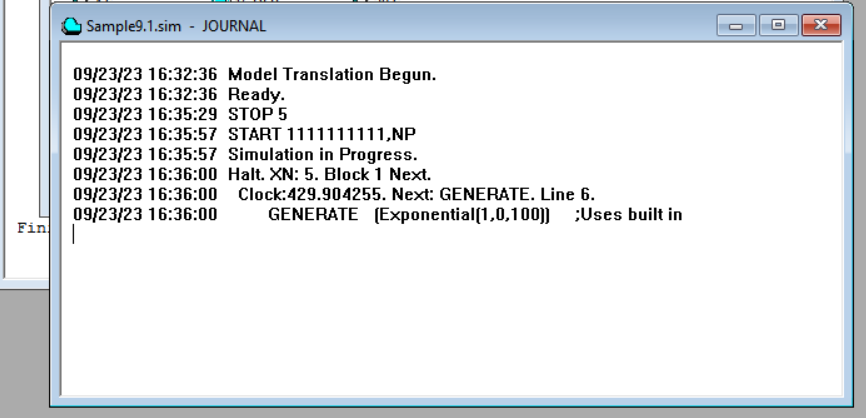 Sample9.1.sim - JOURNAL
09/23/23 16:32:36 Model Translation Begun.
09/23/23 16:32:36 Ready.
09/23/23 16:35:29 STOP 5
09/23/23 16:35:57 START 1111111111,NP
09/23/23 16:35:57 Simulation in Progress.
09/23/23 16:36:00 Halt. XN: 5. Block 1 Next.
09/23/23 16:36:00 Clock:429.904255. Next: GENERATE. Line 6.
09/23/23 16:36:00 GENERATE (Exponential(1,0,100)) ;Uses built in